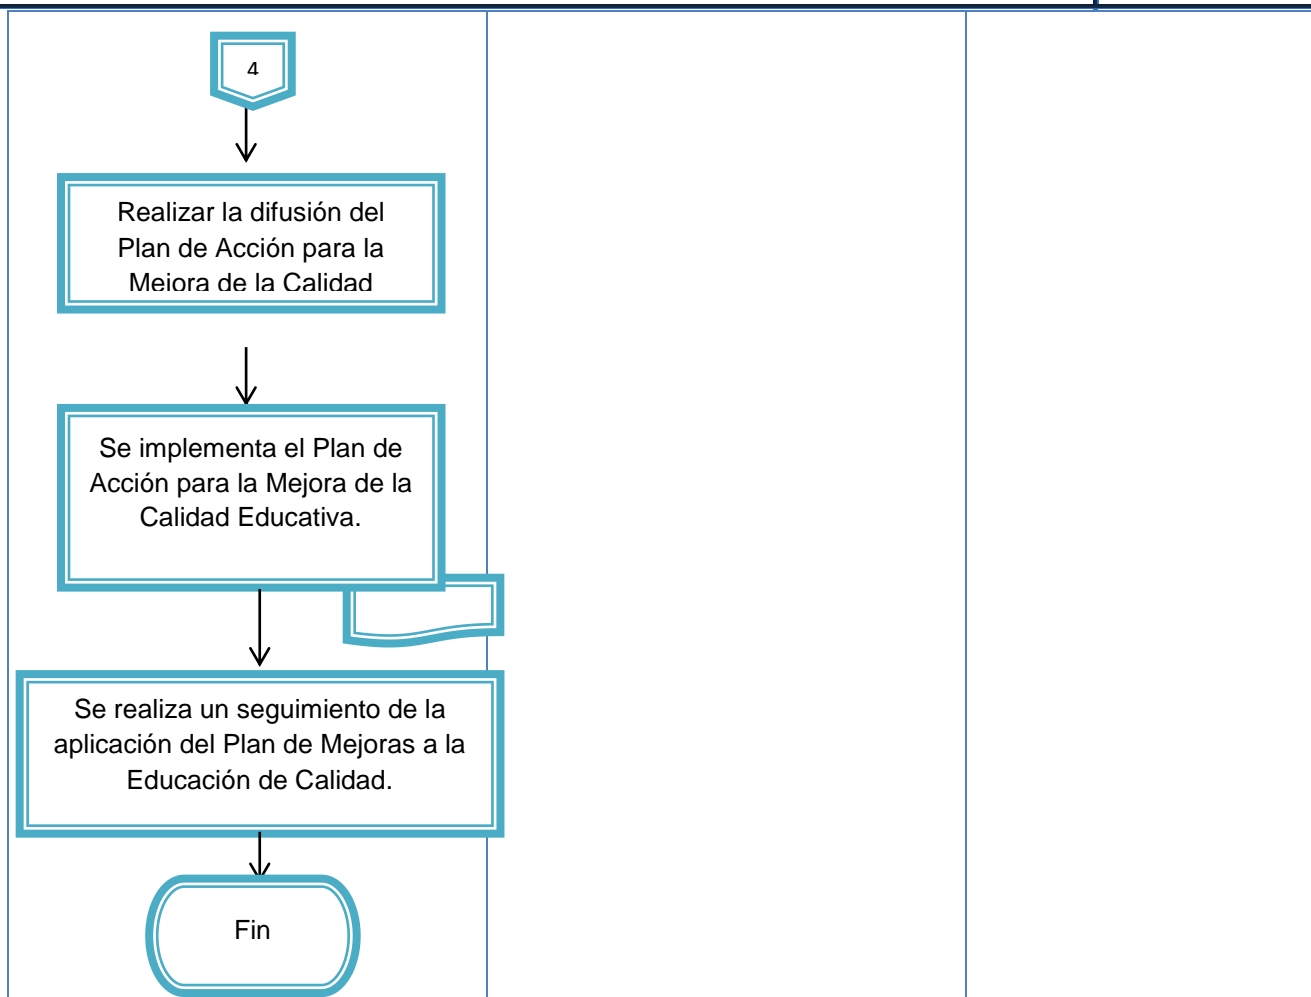 4
Realizar la difusión del
Plan de Acción para la
Mejora de la Calidad
Se implementa el Plan de
Acción para la Mejora de la
Calidad Educativa.
Se realiza un seguimiento de la
aplicación del Plan de Mejoras a la
Educación de Calidad.
Fin